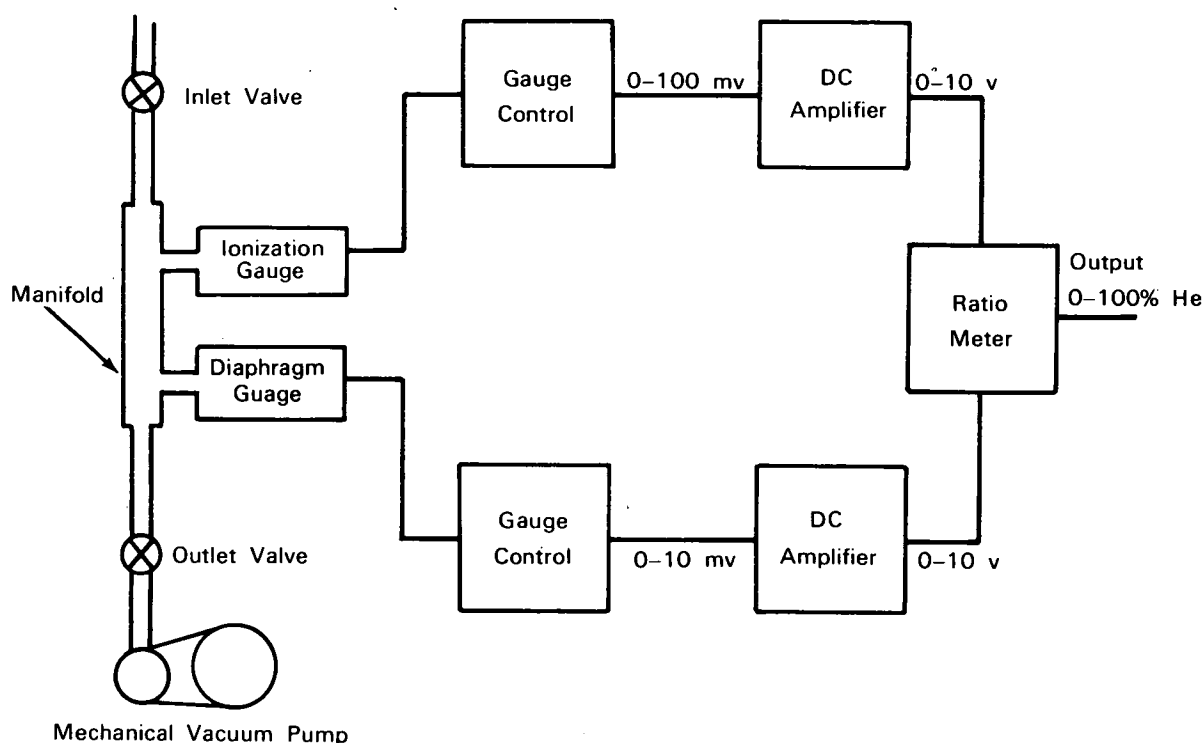 Inlet Valve
Gauge
Control
0–100 mv
DC
Amplifier
0–10 v
Ionization
Gauge
Manifold
Diaphragm
Guage
Ratio
Meter
Output
0–100% He
Outlet Valve
Gauge
Control
0–10 mv
DC
Amplifier
0–10 v
Mechanical Vacuum Pump